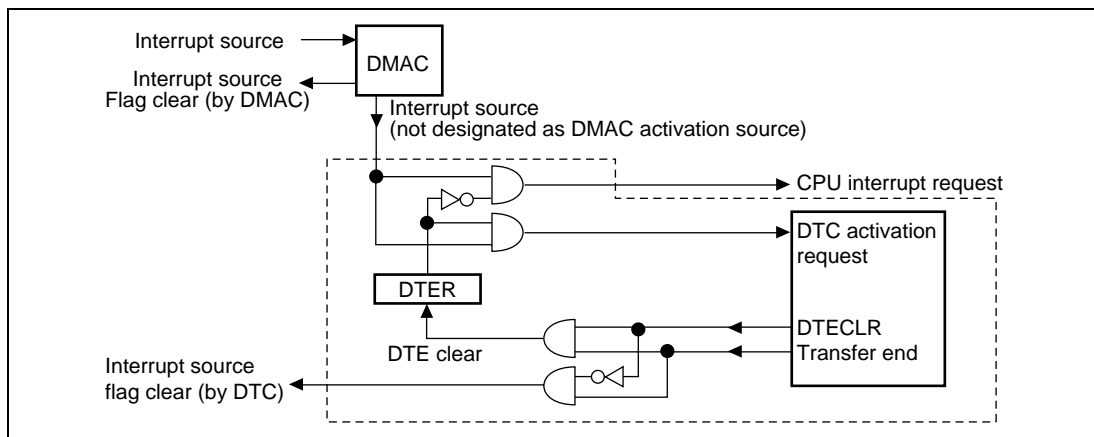 Interrupt source
DMAC
Interrupt source
Flag clear (by DMAC)
Interrupt source
(not designated as DMAC activation source)
CPU interrupt request
DTC activation
request
DTER
DTECLR
DTE clear
Transfer end
Interrupt source
flag clear (by DTC)